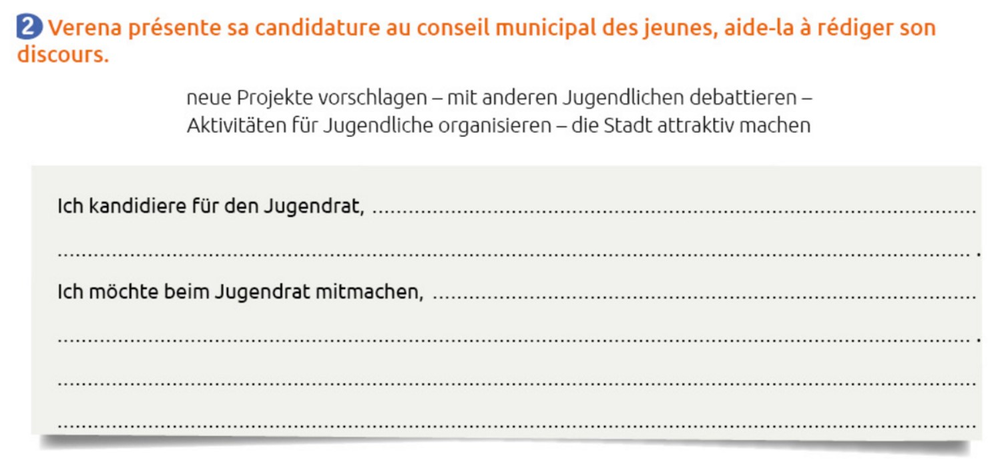 2 Verena présente sa candidature au conseil municipal des jeunes, aide-la à rédiger son
discours.
neue Projekte vorschlagen – mit anderen Jugendlichen debattieren –
Aktivitäten für Jugendliche organisieren – die Stadt attraktiv machen
Ich kandidiere für den Jugendrat, ........................................
........................................ .
Ich möchte beim Jugendrat mitmachen, ........................................
........................................ .
........................................
........................................